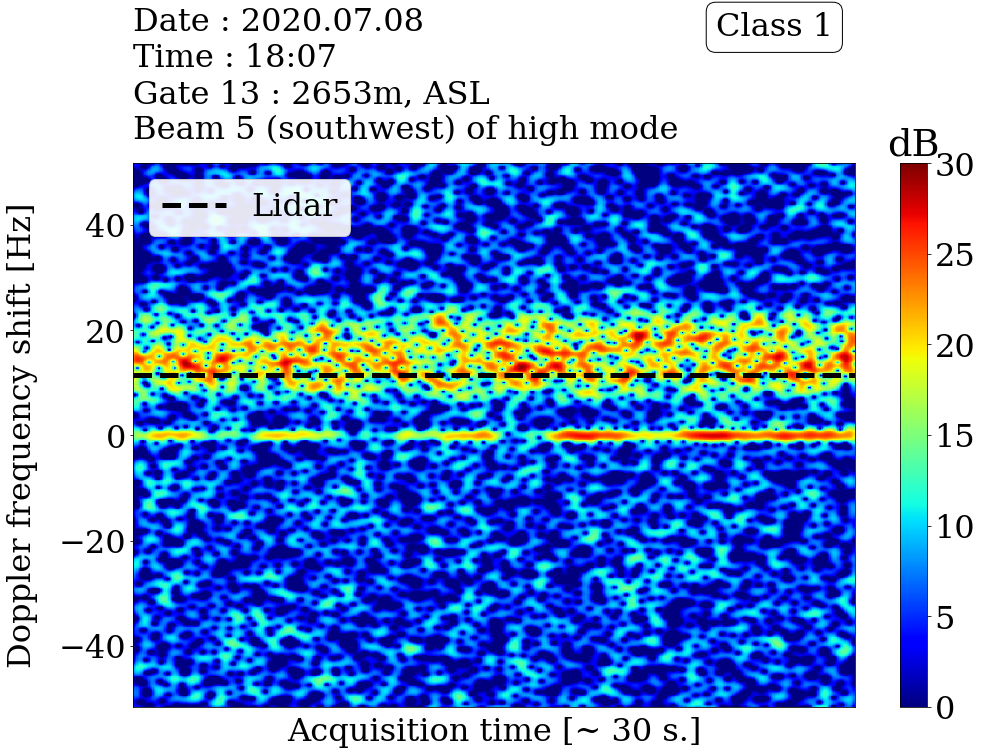 Date : 2020.07.08
Class 1
Time : 18:07
Gate 13 : 2653m, ASL
Beam 5 (southwest) of high mode
dB
Lidar
Doppler frequency shift [Hz]
40
20
0
−20
−40
30
25
20
15
10
5
0
Acquisition time [~ 30 s.]